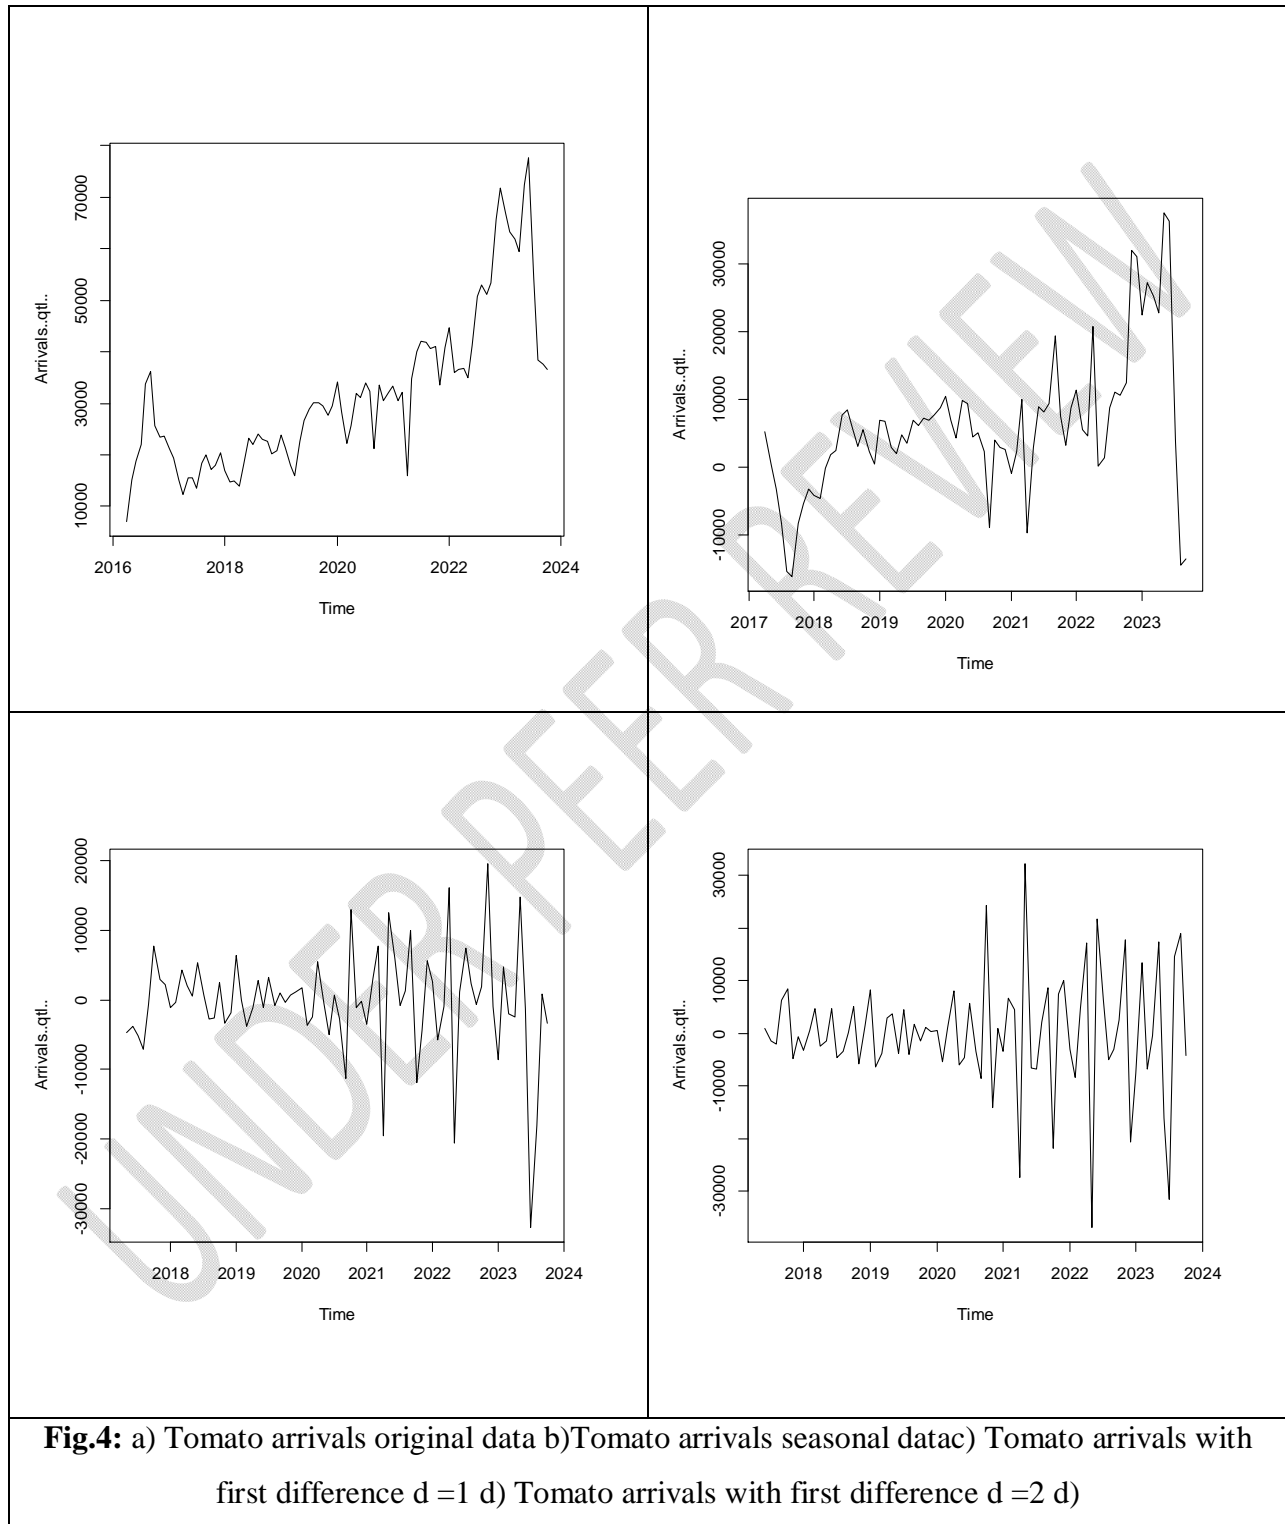 70000
50000
30000
10000
Arrivals..qtl..
2016 2018 2020 2022 2024
Time
30000
20000
10000
0
-10000
Arrivals..qtl..
2017 2018 2019 2020 2021 2022 2023
Time
20000
10000
0
-10000
-20000
-30000
Arrivals..qtl..
2018 2019 2020 2021 2022 2023 2024
Time
30000
10000
0
-10000
-30000
Arrivals..qtl..
2018 2019 2020 2021 2022 2023 2024
Time
UNDER PEER REVIEW
Fig.4: a) Tomato arrivals original data b)Tomato arrivals seasonal datac) Tomato arrivals with
first difference d =1 d) Tomato arrivals with first difference d =2 d)